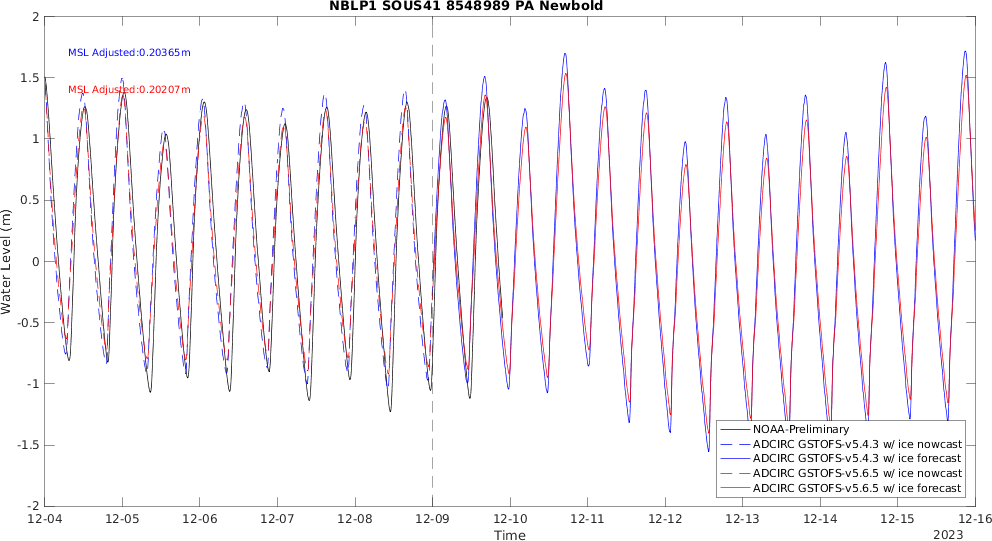 NBLP1 SOUS41 8548989 PA Newbold
MSL Adjusted:0.20365m
MSL Adjusted:0.20207m
2
1.5
1
0.5
0
-0.5
-1
-1.5
-2
Water Level (m)
NOAA-Preliminary
ADCIRC GSTOFS-v5.4.3 w/ ice nowcast
ADCIRC GSTOFS-v5.4.3 w/ ice forecast
ADCIRC GSTOFS-v5.6.5 w/ ice nowcast
ADCIRC GSTOFS-v5.6.5 w/ ice forecast
12-04 12-05 12-06 12-07 12-08 12-09 12-10 12-11 12-12 12-13 12-14 12-15 12-16
Time
2023